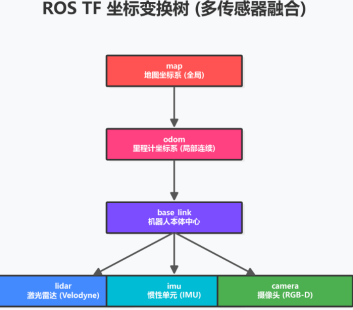 ROS TF 坐标变换树 (多传感器融合)
map
地图坐标系 (全局)
odom
里程计坐标系 (局部连续)
base_link
机器人本体中心
lidar
激光雷达 (Velodyne)
imu
惯性单元 (IMU)
camera
摄像头 (RGB-D)